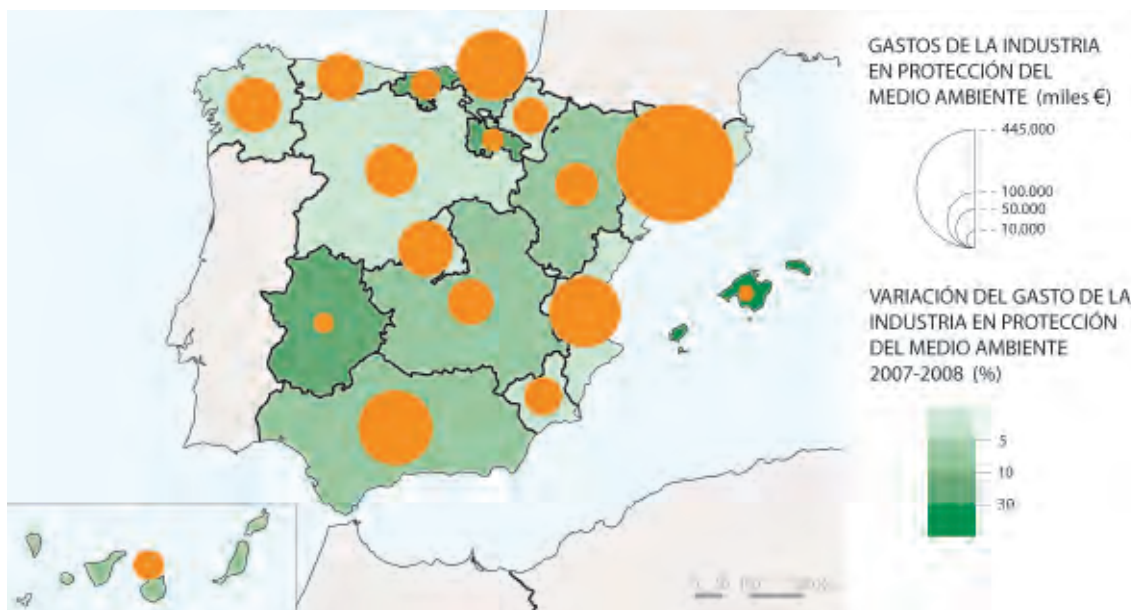 GASTOS DE LA INDUSTRIA
EN PROTECCIÓN DEL
MEDIO AMBIENTE (miles €)
445.000
100.000
50.000
10.000
VARIACIÓN DEL GASTO DE LA
INDUSTRIA EN PROTECCIÓN
DEL MEDIO AMBIENTE
2007-2008 (%)
5
10
30